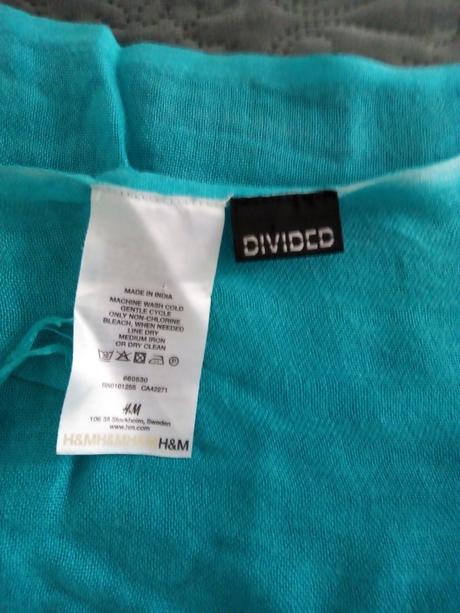 DIVIDED
MADE IN INDIA
MACHINE WASH COLD
GENTLE CYCLE
ONLY NON-CHLORINE
BLEACH, WHEN NEEDED
LINE DRY
MEDIUM IRON
OR DRY CLEAN
660530
RN0101255 CA42271
H&M
106 38 Stockholm, Sweden
www.hm.com
H&MH&MH&MH&M